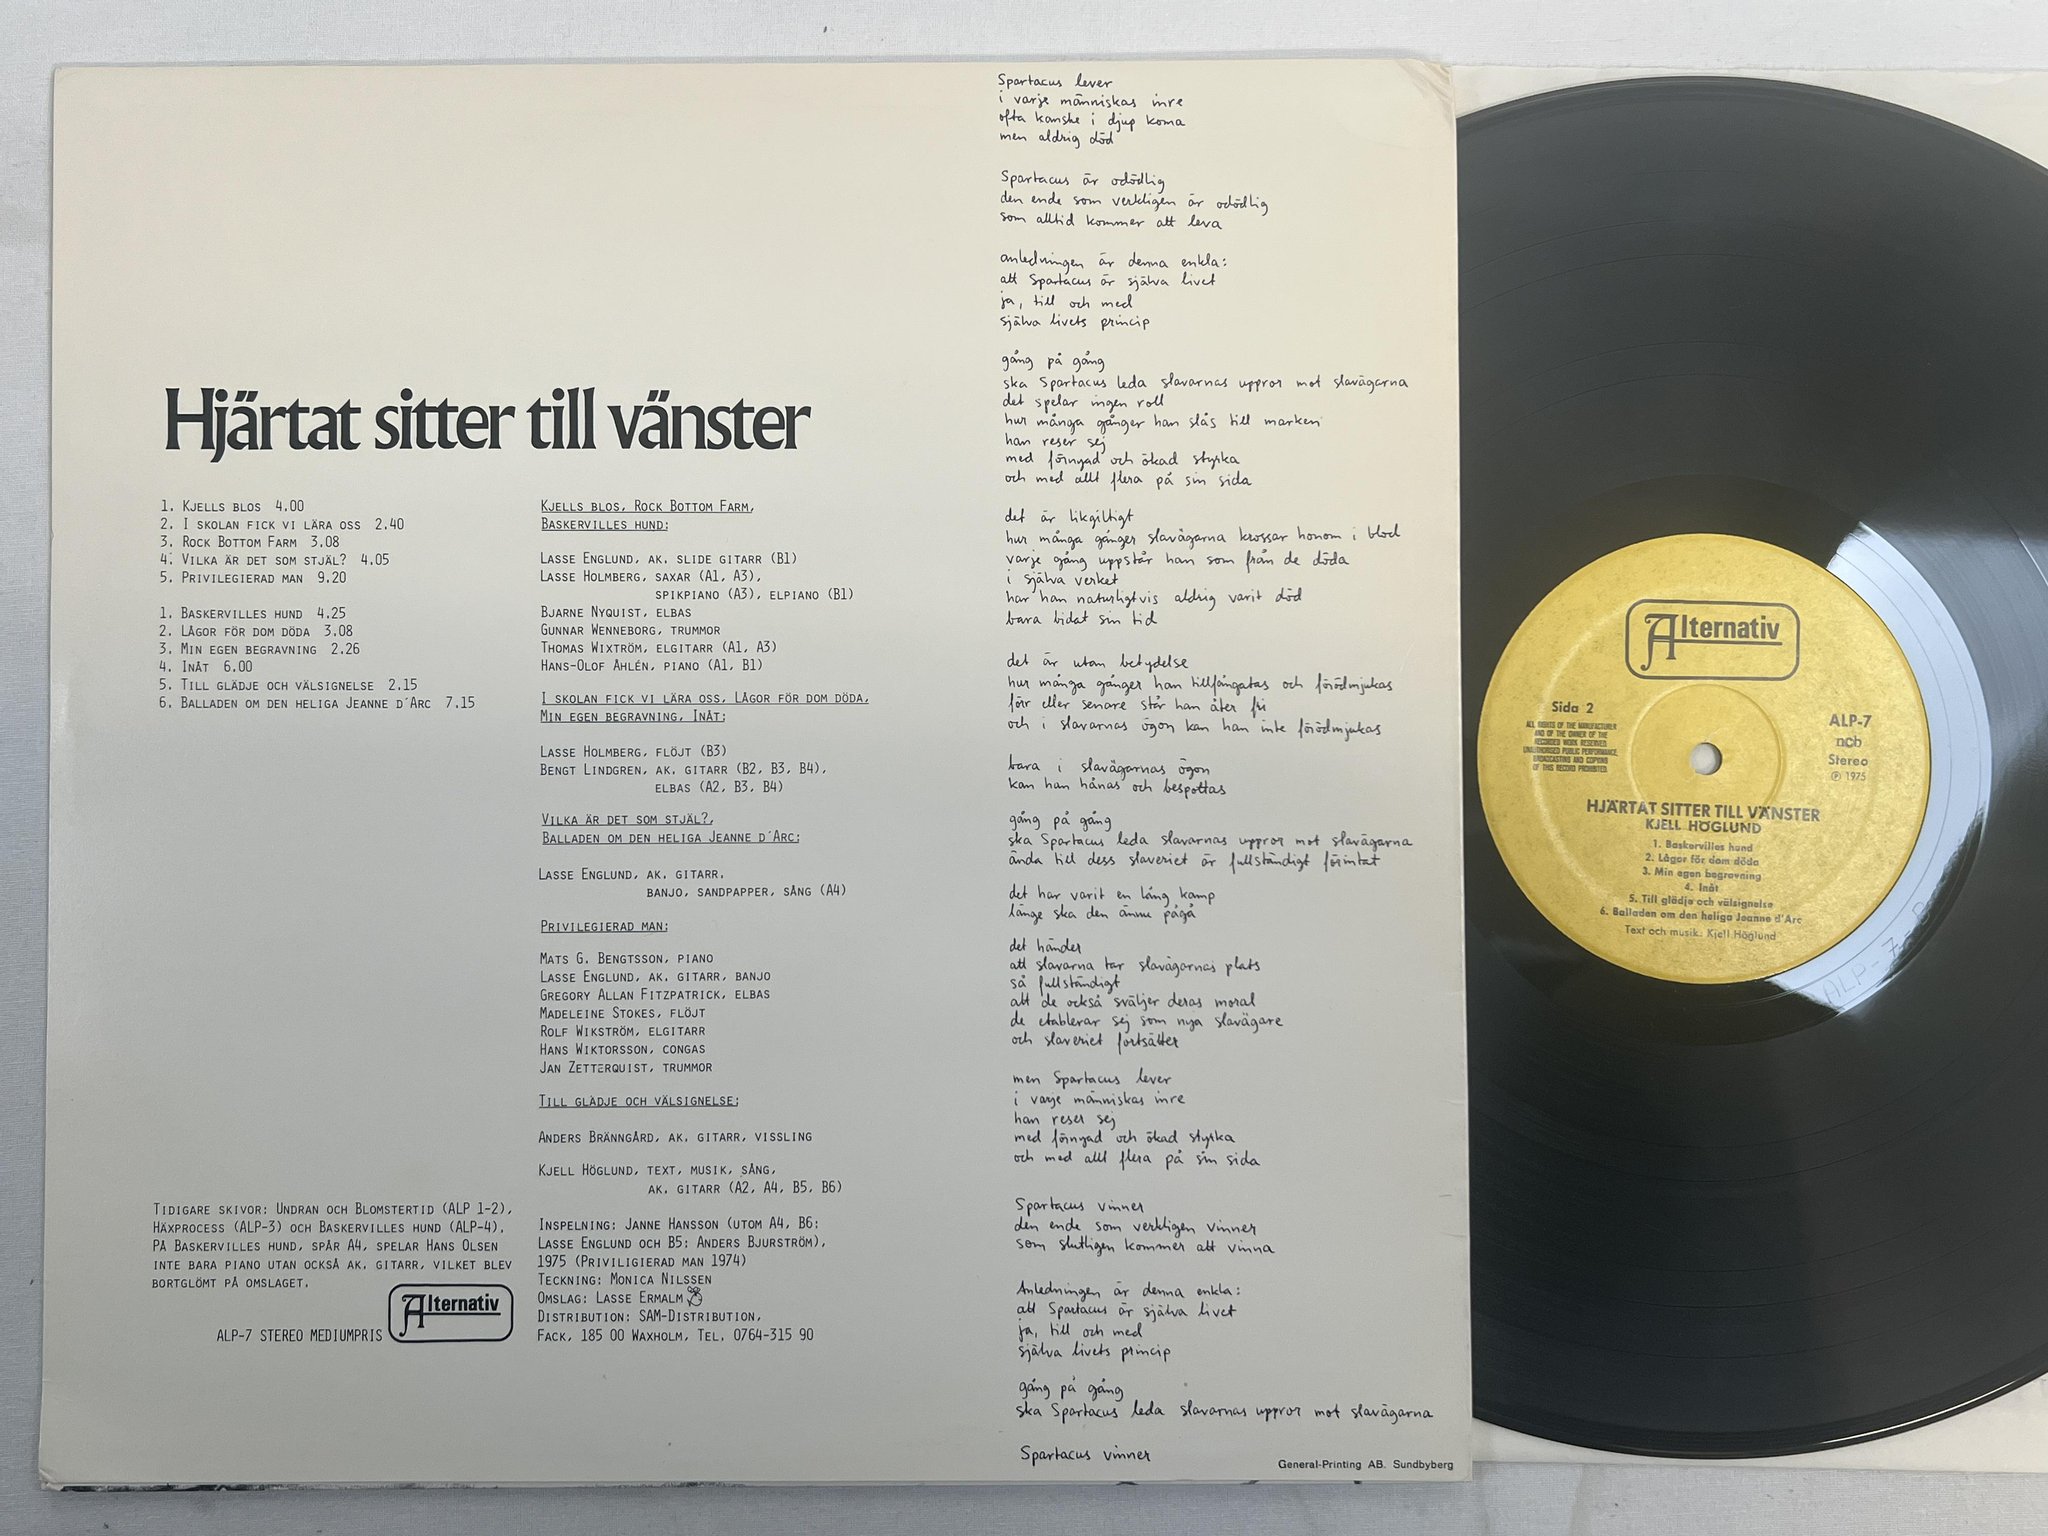 Hjärtat sitter till vänster
1. Kjells blos 4.00
2. I skolan fick vi lära oss 2.40
3. Rock Bottom Farm 3.08
4. Vilka är det som stjäl? 4.05
5. Privilegierad man 9.20
1. Baskervilles hund 4.25
2. Lågor för dom döda 3.08
3. Min egen begravning 2.26
4. Inåt 6.00
5. Till glädje och välsignelse 2.15
6. Balladen om den heliga Jeanne d'Arc 7.15
Tidigare skivor: Undran och Blomstertid (ALP 1-2),
Häxprocess (ALP-3) och Baskervilles hund (ALP-4),
På Baskervilles hund, spår A4, spelar Hans Olsen
inte bara piano utan också ak. gitarr, vilket blev
bortglömt på omslaget.
Alternativ
ALP-7 STEREO MEDIUMPRIS
Kjells blos, Rock Bottom Farm,
Baskervilles hund:
Lasse Englund, ak. slide gitarr (B1)
Lasse Holmberg, saxar (A1, A3),
spikpiano (A3), elpiano (B1)
Bjarne Nyquist, elbas
Gunnar Wenneborg, trummor
Thomas Wixtröm, elgitarr (A1, A3)
Hans-Olof Ahlén, piano (A1, B1)
I skolan fick vi lära oss, Lågor för dom döda,
Min egen begravning, Inåt:
Lasse Holmberg, flöjt (B3)
Bengt Lindgren, ak. gitarr (B2, B3, B4),
elbas (A2, B3, B4)
Vilka är det som stjäl?,
Balladen om den heliga Jeanne d'Arc:
Lasse Englund, ak. gitarr,
banjo, sandpapper, sång (A4)
Privilegierad man:
Mats G. Bengtsson, piano
Lasse Englund, ak. gitarr, banjo
Gregory Allan Fitzpatrick, elbas
Madeleine Stokes, flöjt
Rolf Wikström, elgitarr
Hans Wiktorsson, congas
Jan Zetterquist, trummor
Till glädje och välsignelse:
Anders Bränngård, ak. gitarr, vissling
Kjell Höglund, text, musik, sång,
ak. gitarr (A2, A4, B5, B6)
Inspelning: Janne Hansson (utom A4, B6:
Lasse Englund och B5: Anders Bjurström),
1975 (Priviligierad man 1974)
Teckning: Monica Nilssen
Omslag: Lasse Ermalm
Distribution: SAM-Distribution,
Fack, 185 00 Waxholm, Tel. 0764-315 90
Spartacus lever
i varje människas inre
ofta kanske i djup koma
men aldrig död
Spartacus är odödlig
den ende som verkligen är odödlig
som alltid kommer att leva
anledningen är denna enkla:
att Spartacus är själva livet
ja, till och med
själva livets princip
gång på gång
ska Spartacus leda slavarnas uppror mot slavägarna
det spelar ingen roll
hur många gånger han slås till marken
han reser sej
med förnyad och ökad styrka
och med allt flera på sin sida
det är likgiltigt
hur många gånger slavägarna krossar honom i blod
varje gång uppstår han som från de döda
i själva verket
har han naturligtvis aldrig varit död
bara bidat sin tid
det är utan betydelse
hur många gånger han tillfångatas och förödmjukas
förr eller senare står han åter fri
och i slavarnas ögon kan han inte förödmjukas
bara i slavägarnas ögon
kan han hånas och bespottas
gång på gång
ska Spartacus leda slavarnas uppror mot slavägarna
ända till dess slaveriet är fullständigt förintat
det har varit en lång kamp
länge ska den ännu pågå
det händer
att slavarna tar slavägarnas plats
så fullständigt
att de också sväljer deras moral
de etablerar sej som nya slavägare
och slaveriet fortsätter
men Spartacus lever
i varje människas inre
han reser sej
med förnyad och ökad styrka
och med allt flera på sin sida
Spartacus vinner
den ende som verkligen vinner
som slutligen kommer att vinna
Anledningen är denna enkla:
att Spartacus är själva livet
ja, till och med
själva livets princip
gång på gång
ska Spartacus leda slavarnas uppror mot slavägarna
Spartacus vinner
General-Printing AB. Sundbyberg
Alternativ
Sida 2
ALL RIGHTS OF THE MANUFACTURER
AND OF THE OWNER OF THE
RECORDED WORK RESERVED.
UNAUTHORISED PUBLIC PERFORMANCE,
BROADCASTING AND COPYING
OF THIS RECORD PROHIBITED.
ALP-7
ncb
Stereo
℗ 1975
HJÄRTAT SITTER TILL VÄNSTER
KJELL HÖGLUND
1. Baskervilles hund
2. Lågor för dom döda
3. Min egen begravning
4. Inåt
5. Till glädje och välsignelse
6. Balladen om den heliga Jeanne d'Arc
Text och musik: Kjell Höglund
ALP-7-B